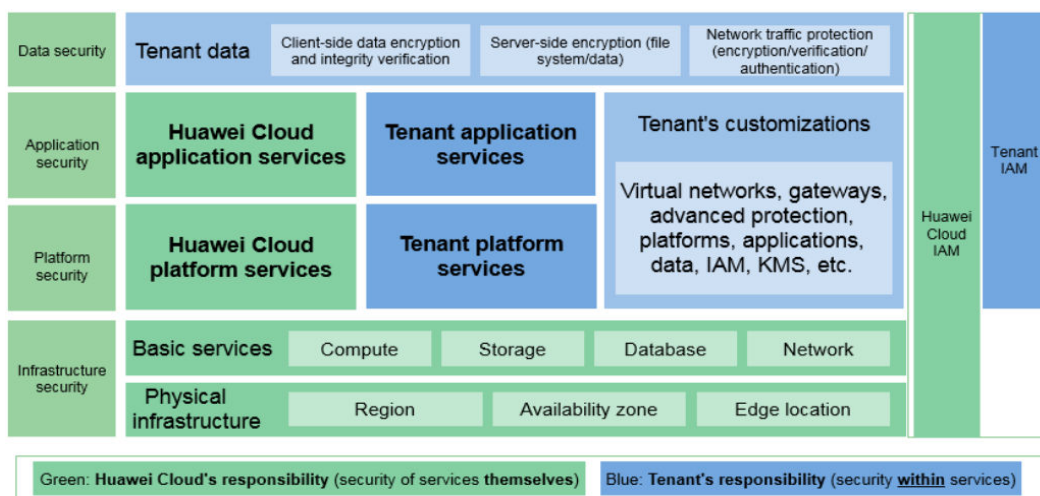 Data security
Tenant data
Client-side data encryption
and integrity verification
Server-side encryption (file
system/data)
Network traffic protection
(encryption/verification/
authentication)
Application
security
Huawei Cloud
application services
Tenant application
services
Tenant's customizations
Virtual networks, gateways,
advanced protection,
platforms, applications,
data, IAM, KMS, etc.
Platform
security
Huawei Cloud
platform services
Tenant platform
services
Huawei
Cloud
IAM
Tenant
IAM
Infrastructure
security
Basic services
Compute
Storage
Database
Network
Physical
infrastructure
Region
Availability zone
Edge location
Green: Huawei Cloud's responsibility (security of services themselves)
Blue: Tenant's responsibility (security within services)